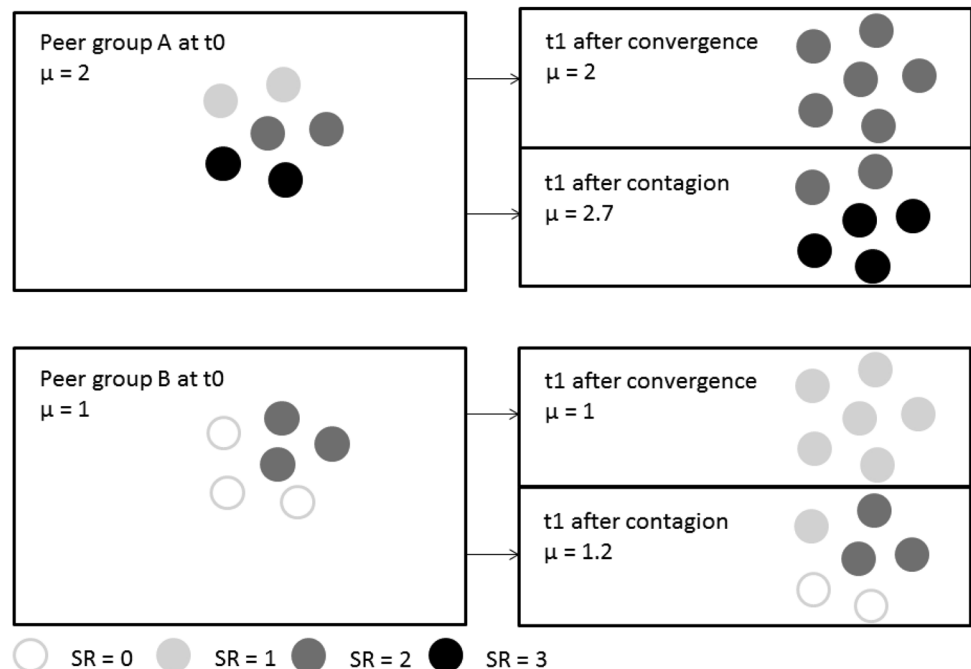 Peer group A at t0
μ = 2
t1 after convergence
μ = 2
t1 after contagion
μ = 2.7
Peer group B at t0
μ = 1
t1 after convergence
μ = 1
t1 after contagion
μ = 1.2
SR = 0 SR = 1 SR = 2 SR = 3